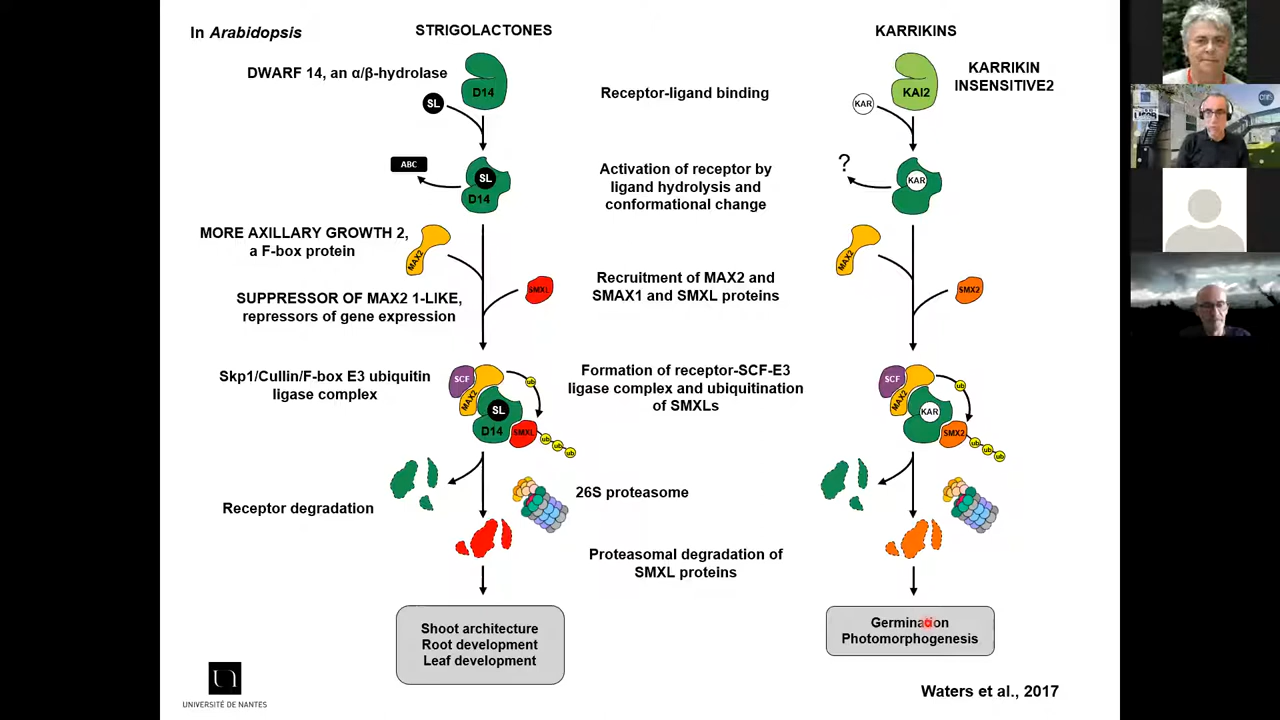 In Arabidopsis
STRIGOLACTONES
KARRIKINS
DWARF 14, an α/β-hydrolase
D14
SL
Receptor-ligand binding
KAI2
KAR
KARRIKIN
INSENSITIVE2
ABC
SL
D14
Activation of receptor by
ligand hydrolysis and
conformational change
?
KAR
MORE AXILLARY GROWTH 2,
a F-box protein
MAX2
SUPPRESSOR OF MAX2 1-LIKE,
repressors of gene expression
SMXL
Recruitment of MAX2 and
SMAX1 and SMXL proteins
MAX2
SMX2
Skp1/Cullin/F-box E3 ubiquitin
ligase complex
SCF
MAX2
SL
D14
SMXL
ub
ub
ub
ub
Formation of receptor-SCF-E3
ligase complex and ubiquitination
of SMXLs
SCF
MAX2
KAR
SMX2
ub
ub
ub
ub
Receptor degradation
26S proteasome
Proteasomal degradation of
SMXL proteins
Shoot architecture
Root development
Leaf development
Germination
Photomorphogenesis
UNIVERSITÉ DE NANTES
Waters et al., 2017